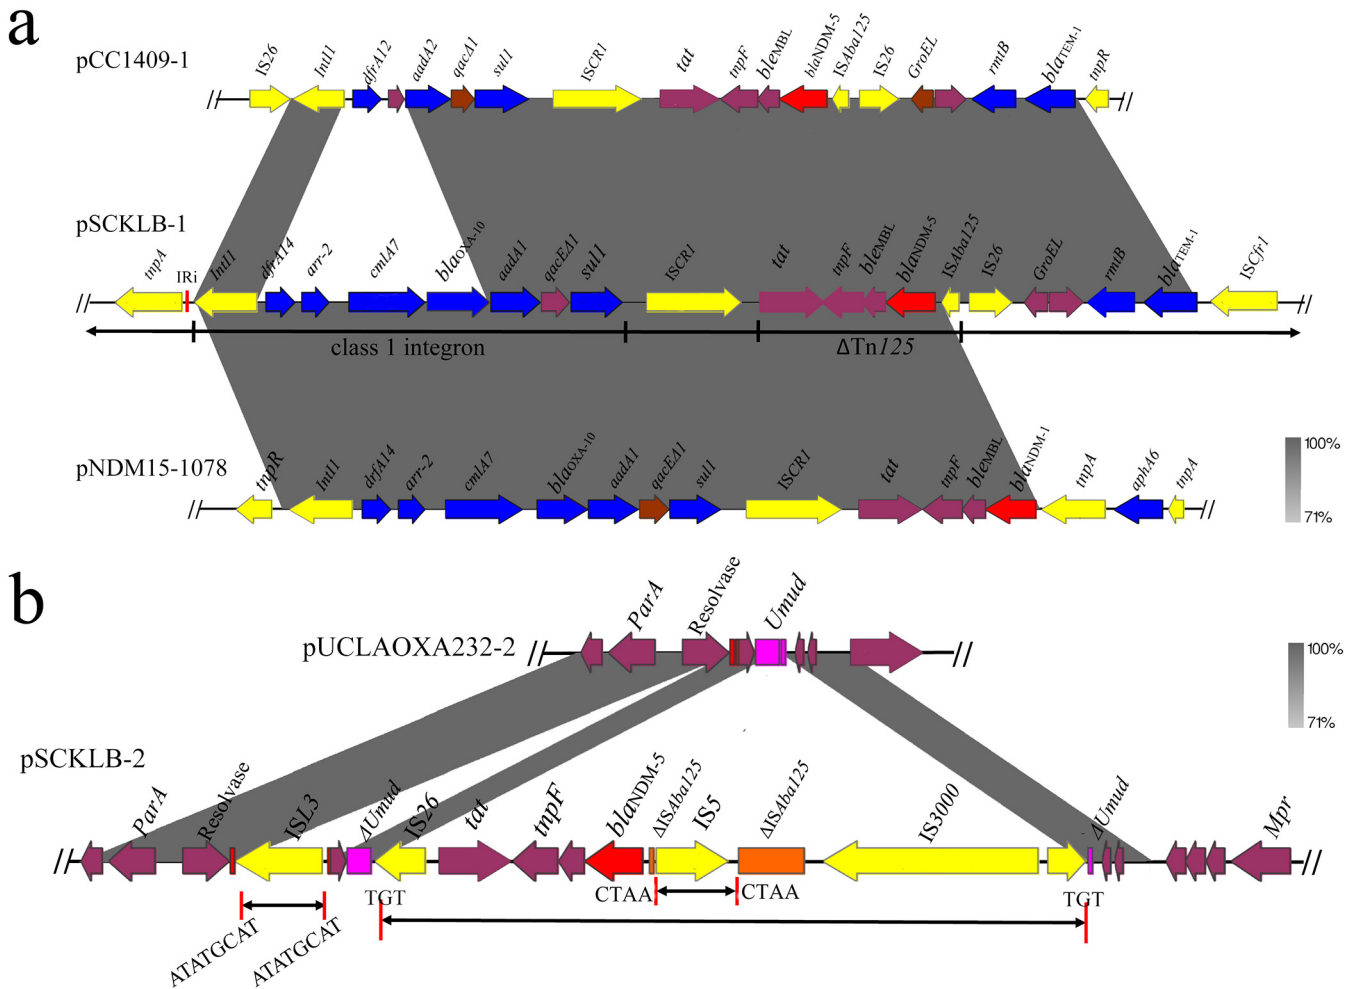 a
pCC1409-1
IS26 Int11 dfrA12 aadA2 qacΔ1 sul1 ISCR1 tat tnpF bleMBL blaNDM-5 ISAba125 IS26 GroEL rmtB blaTEM-1 tnpR
// //
pSCKLB-1
tnpA IRi Int11 dfrA14 arr-2 cmlA7 blaOXA-10 aadA1 qacEΔ1 sul1 ISCR1 tat tnpF bleMBL blaNDM-5 ISAba125 IS26 GroEL rmtB blaTEM-1 ISCfr1
// //
class 1 integron ΔTn125
pNDM15-1078
tnpR Int11 drfA14 arr-2 cmlA7 blaOXA-10 aadA1 qacEΔ1 sul1 ISCR1 tat tnpF bleMBL blaNDM-1 tnpA aphA6 tnpA
// //
100%
71%
b
pUCLAOXA232-2
ParA Resolvase Umud
// //
100%
71%
pSCKLB-2
ParA Resolvase ISL3 ΔUmud IS26 tat tnpF blaNDM-5 ΔISAba125 IS5 ΔISAba125 IS3000 ΔUmud Mpr
// //
TGT CTAA CTAA TGT
ATATGCAT ATATGCAT